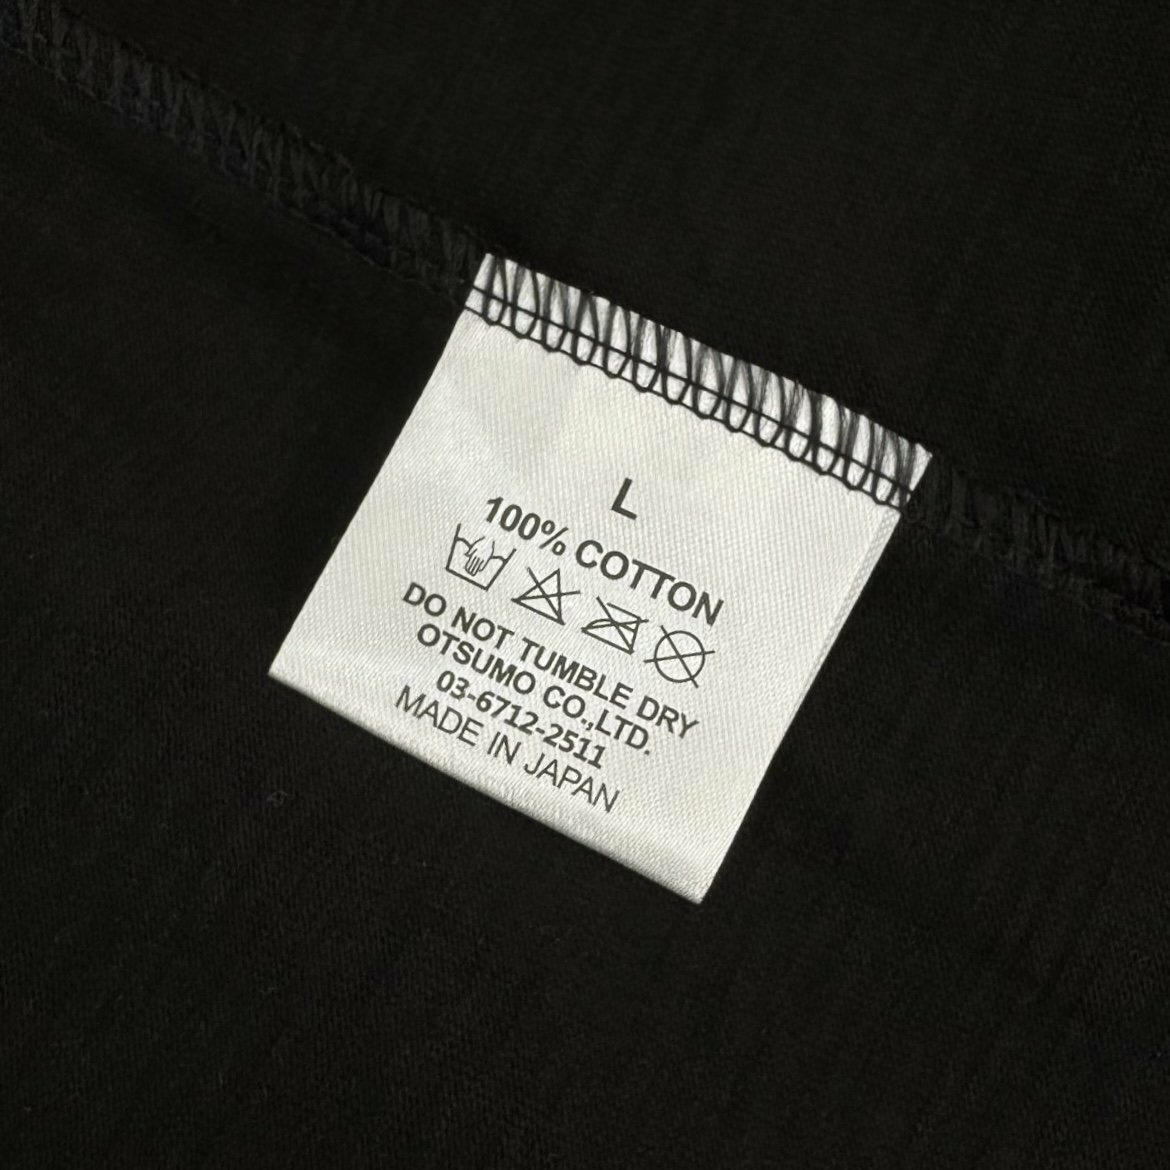 L
100% COTTON
DO NOT TUMBLE DRY
OTSUMO CO.,LTD.
03-6712-2511
MADE IN JAPAN